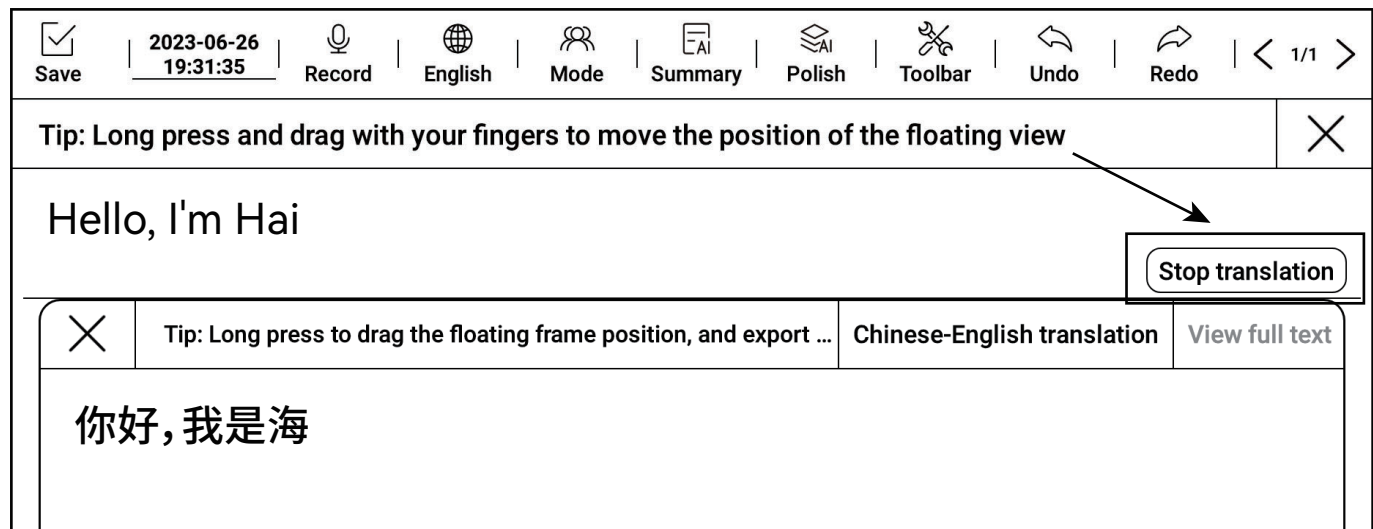 Save
2023-06-26
19:31:35
Record
English
Mode
AI
Summary
AI
Polish
Toolbar
Undo
Redo
1/1
Tip: Long press and drag with your fingers to move the position of the floating view
Hello, I'm Hai
Stop translation
Tip: Long press to drag the floating frame position, and export ...
Chinese-English translation
View full text
你好，我是海